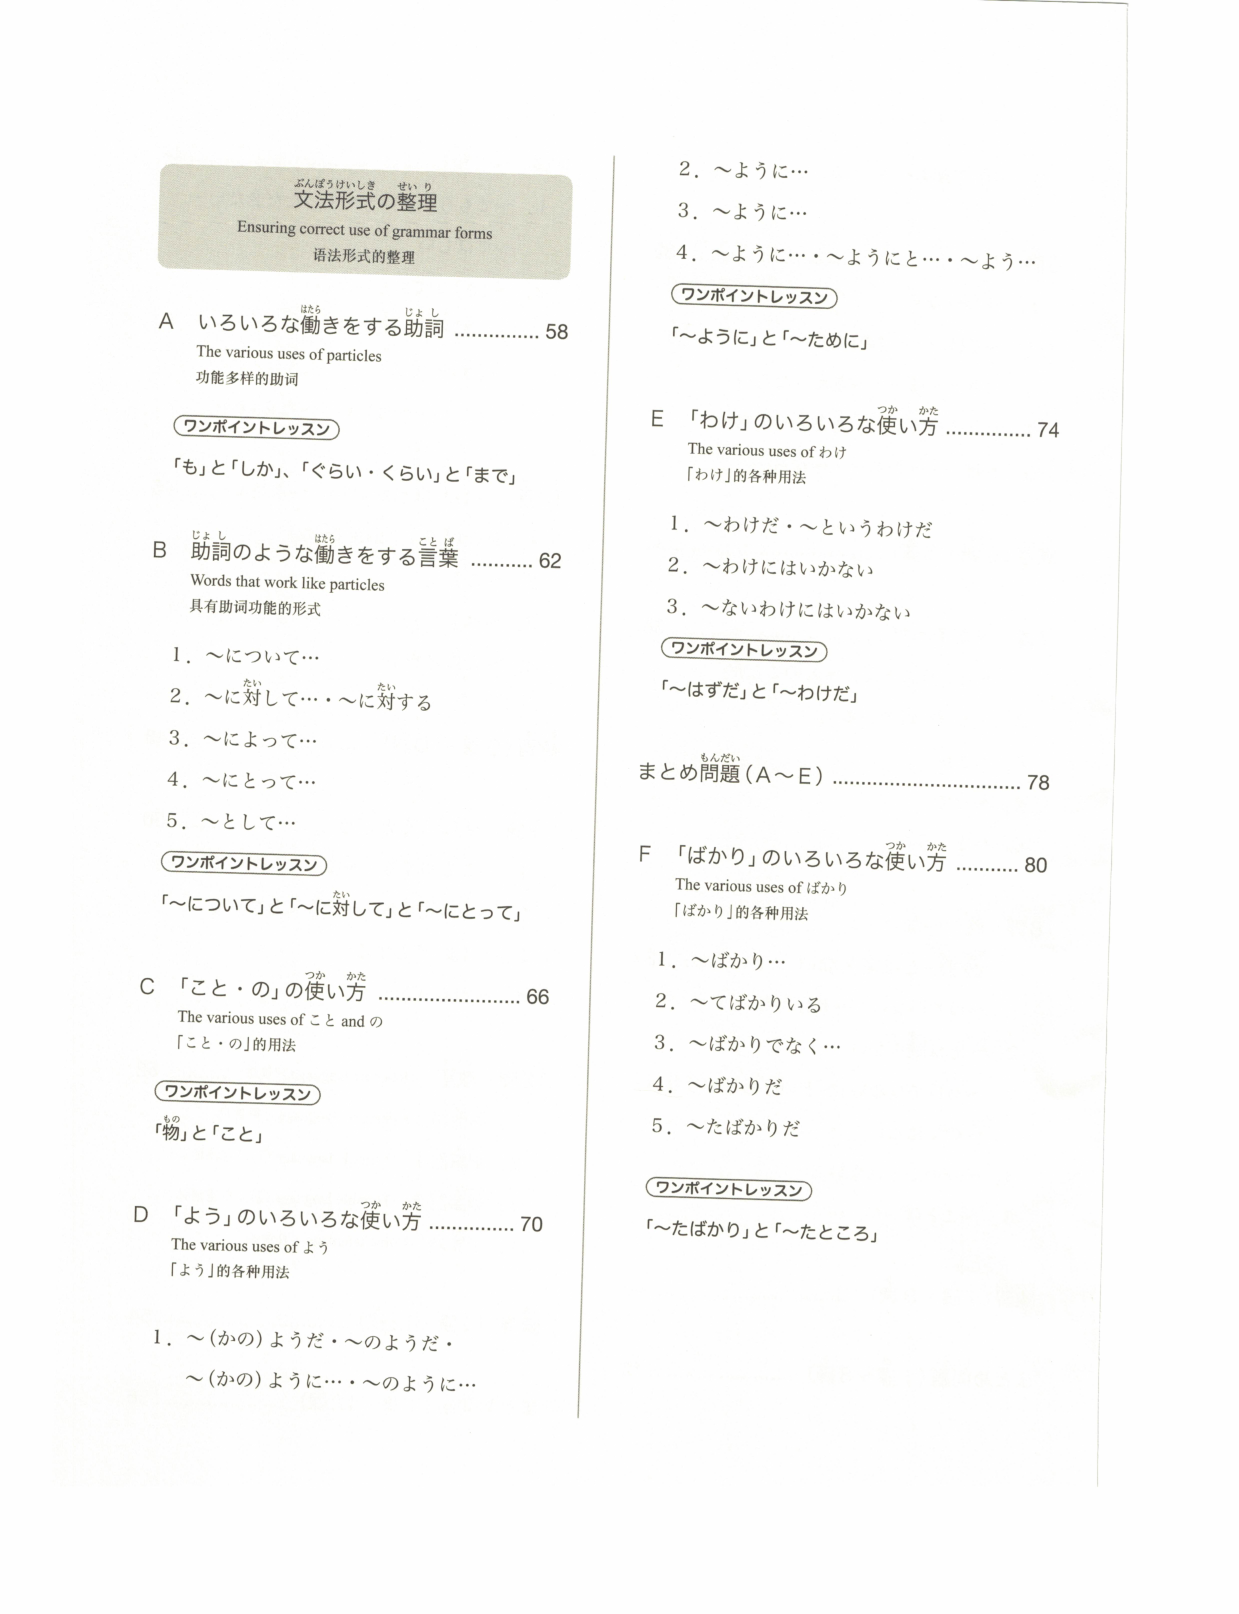 文法形式の整理
Ensuring correct use of grammar forms
语法形式的整理
A いろいろな働きをする助詞 ............... 58
The various uses of particles
功能多样的助词
ワンポイントレッスン
「も」と「しか」、「ぐらい・くらい」と「まで」
B 助詞のような働きをする言葉 ........... 62
Words that work like particles
具有助词功能的形式
1. ～について…
2. ～に対して…・～に対する
3. ～によって…
4. ～にとって…
5. ～として…
ワンポイントレッスン
「～について」と「～に対して」と「～にとって」
C 「こと・の」の使い方 ......................... 66
The various uses of こと and の
「こと・の」的用法
ワンポイントレッスン
「物」と「こと」
D 「よう」のいろいろな使い方 ............... 70
The various uses of よう
「よう」的各种用法
1. ～（かの）ようだ・～のようだ・
～（かの）ように…・～のように…
2. ～ように…
3. ～ように…
4. ～ように…・～ようにと…・～よう…
ワンポイントレッスン
「～ように」と「～ために」
E 「わけ」のいろいろな使い方 ............... 74
The various uses of わけ
「わけ」的各种用法
1. ～わけだ・～というわけだ
2. ～わけにはいかない
3. ～ないわけにはいかない
ワンポイントレッスン
「～はずだ」と「～わけだ」
まとめ問題（A～E）................................. 78
F 「ばかり」のいろいろな使い方 ........... 80
The various uses of ばかり
「ばかり」的各种用法
1. ～ばかり…
2. ～てばかりいる
3. ～ばかりでなく…
4. ～ばかりだ
5. ～たばかりだ
ワンポイントレッスン
「～たばかり」と「～たところ」